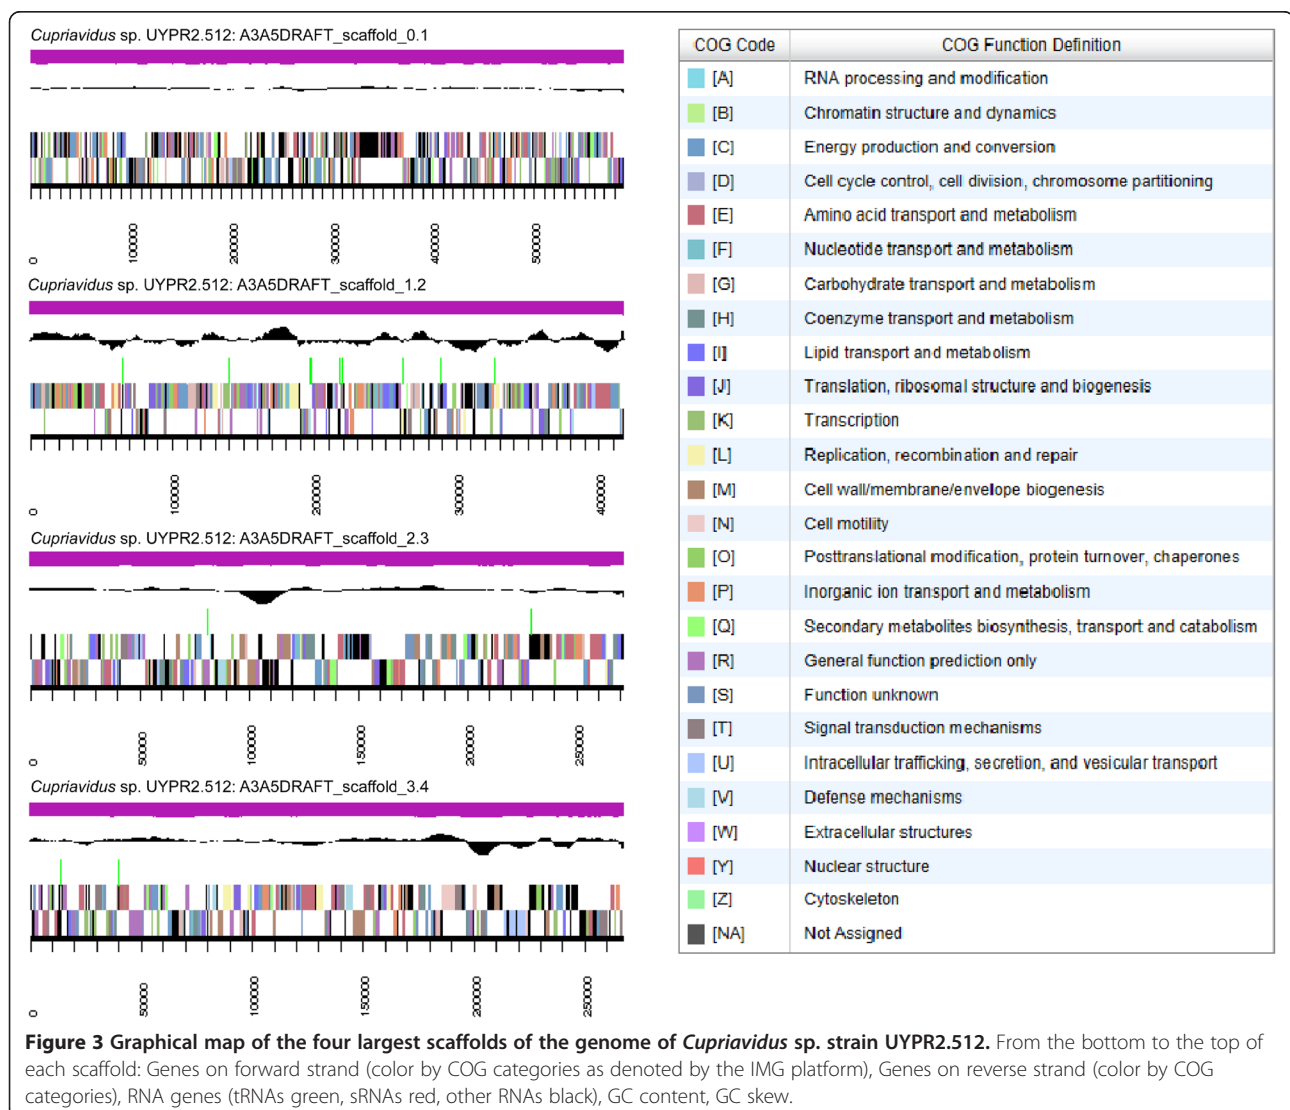 Cupriavidus sp. UYPR2.512: A3A5DRAFT_scaffold_0.1
0 100000 200000 300000 400000 500000
Cupriavidus sp. UYPR2.512: A3A5DRAFT_scaffold_1.2
0 100000 200000 300000 400000
Cupriavidus sp. UYPR2.512: A3A5DRAFT_scaffold_2.3
0 50000 100000 150000 200000 250000
Cupriavidus sp. UYPR2.512: A3A5DRAFT_scaffold_3.4
0 50000 100000 150000 200000 250000
COG Code COG Function Definition
[A] RNA processing and modification
[B] Chromatin structure and dynamics
[C] Energy production and conversion
[D] Cell cycle control, cell division, chromosome partitioning
[E] Amino acid transport and metabolism
[F] Nucleotide transport and metabolism
[G] Carbohydrate transport and metabolism
[H] Coenzyme transport and metabolism
[I] Lipid transport and metabolism
[J] Translation, ribosomal structure and biogenesis
[K] Transcription
[L] Replication, recombination and repair
[M] Cell wall/membrane/envelope biogenesis
[N] Cell motility
[O] Posttranslational modification, protein turnover, chaperones
[P] Inorganic ion transport and metabolism
[Q] Secondary metabolites biosynthesis, transport and catabolism
[R] General function prediction only
[S] Function unknown
[T] Signal transduction mechanisms
[U] Intracellular trafficking, secretion, and vesicular transport
[V] Defense mechanisms
[W] Extracellular structures
[Y] Nuclear structure
[Z] Cytoskeleton
[NA] Not Assigned
Figure 3 Graphical map of the four largest scaffolds of the genome of Cupriavidus sp. strain UYPR2.512. From the bottom to the top of
each scaffold: Genes on forward strand (color by COG categories as denoted by the IMG platform), Genes on reverse strand (color by COG
categories), RNA genes (tRNAs green, sRNAs red, other RNAs black), GC content, GC skew.